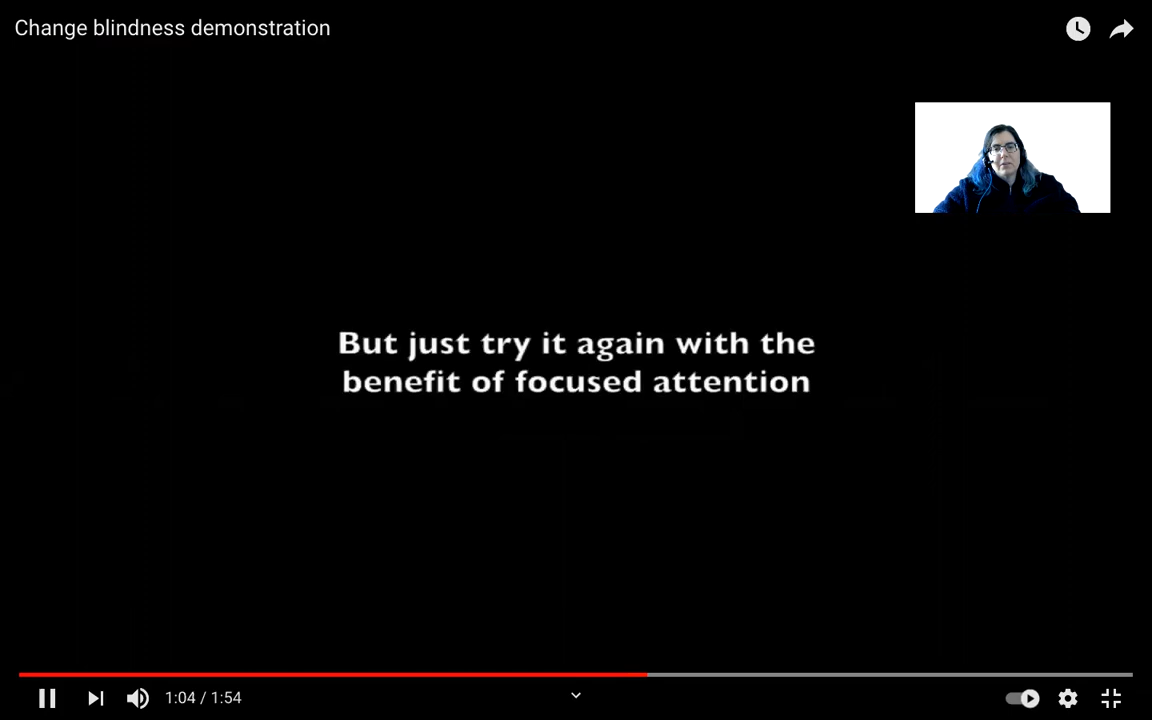 Change blindness demonstration
But just try it again with the
benefit of focused attention
1:04 / 1:54